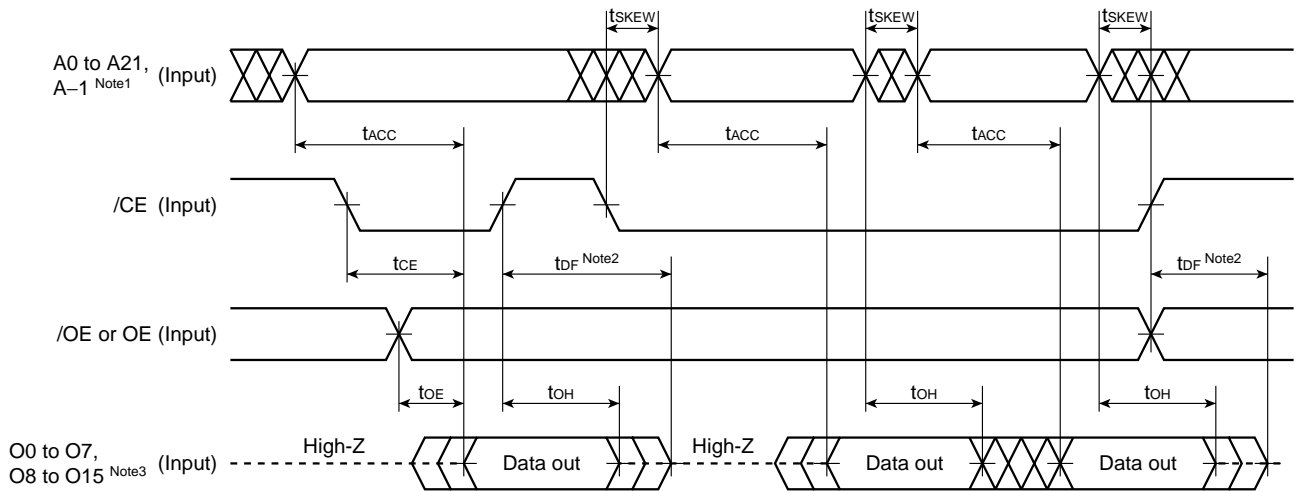 tSKEW tSKEW tSKEW
A0 to A21,
A–1 Note1 (Input)
tACC tACC tACC
/CE (Input)
tCE tDF Note2 tDF Note2
/OE or OE (Input)
tOE tOH tOH tOH
O0 to O7,
O8 to O15 Note3 (Input)
High-Z Data out High-Z Data out Data out